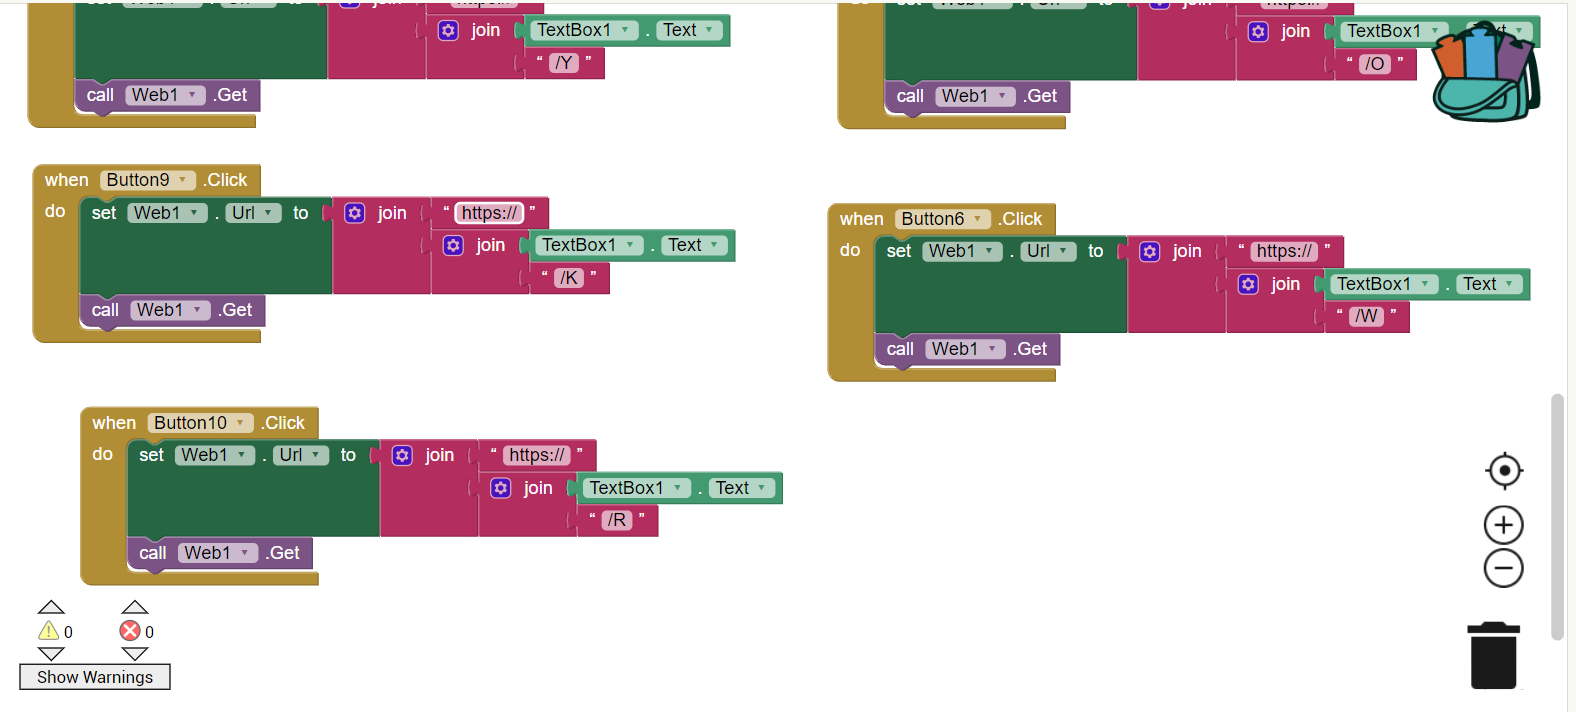 join TextBox1 . Text
“ /Y ”
call Web1 .Get
join TextBox1
“ /O ”
call Web1 .Get
when Button9 .Click
do set Web1 . Url to join “ https:// ”
join TextBox1 . Text
“ /K ”
call Web1 .Get
when Button6 .Click
do set Web1 . Url to join “ https:// ”
join TextBox1 . Text
“ /W ”
call Web1 .Get
when Button10 .Click
do set Web1 . Url to join “ https:// ”
join TextBox1 . Text
“ /R ”
call Web1 .Get
0 0
Show Warnings